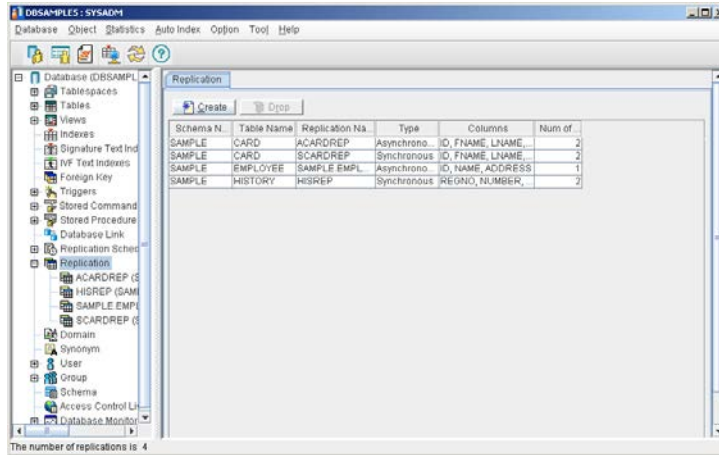 DBSAMPLES : SYSADM
Database Object Statistics Auto Index Option Tool Help
Database (DBSAMPL
Tablespaces
Tables
Views
Indexes
Signature Text Ind
IVF Text Indexes
Foreign Key
Triggers
Stored Command
Stored Procedure
Database Link
Replication Sched
Replication
ACARDREP (S
HISREP (SAMI
SAMPLE EMPL
SCARDREP (S
Domain
Synonym
User
Group
Schema
Access Control Lis
Database Monitor
Replication
Create Drop
Schema N... Table Name Replication Na... Type Columns Num of ...
SAMPLE CARD ACARDREP Asynchrono... ID, FNAME, LNAME,... 2
SAMPLE CARD SCARDREP Synchronous ID, FNAME, LNAME,... 2
SAMPLE EMPLOYEE SAMPLE EMPL... Asynchrono... ID, NAME, ADDRESS 1
SAMPLE HISTORY HISREP Synchronous REGNO, NUMBER, ... 2
The number of replications is 4